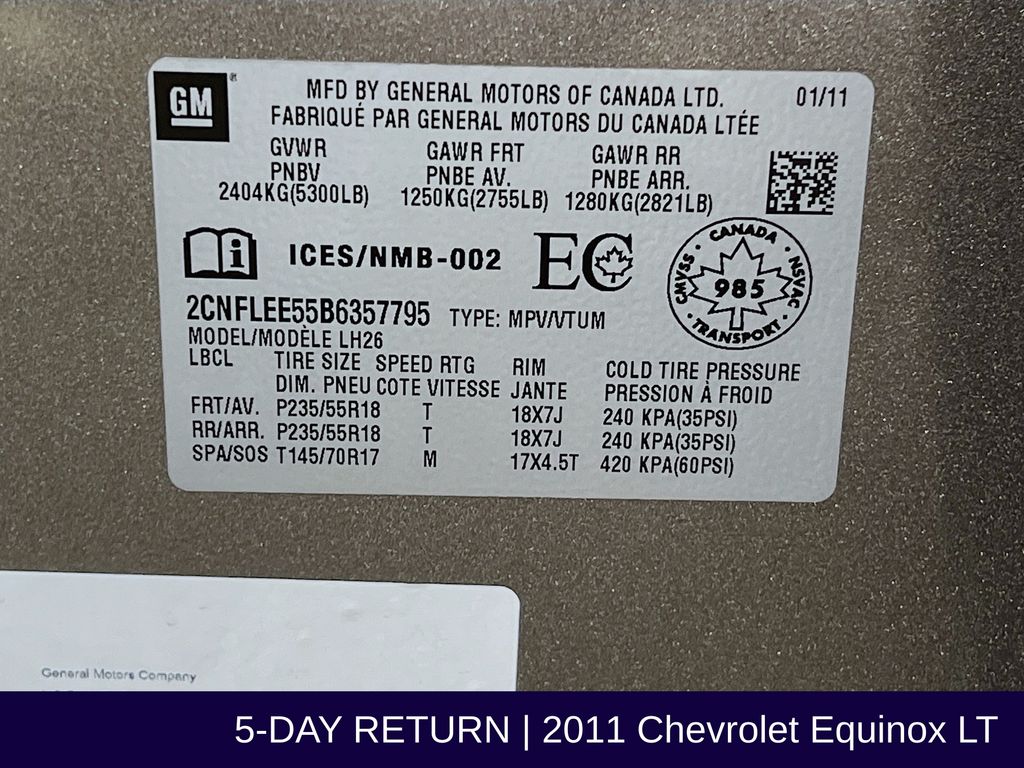 GM
MFD BY GENERAL MOTORS OF CANADA LTD. 01/11
FABRIQUÉ PAR GENERAL MOTORS DU CANADA LTÉE
GVWR GAWR FRT GAWR RR
PNBV PNBE AV. PNBE ARR.
2404KG(5300LB) 1250KG(2755LB) 1280KG(2821LB)
ICES/NMB-002 EC
CANADA
CMVSS 985 NSVAC
TRANSPORT
2CNFLEE55B6357795 TYPE: MPV/VTUM
MODEL/MODÈLE LH26
LBCL TIRE SIZE SPEED RTG RIM COLD TIRE PRESSURE
DIM. PNEU COTE VITESSE JANTE PRESSION À FROID
FRT/AV. P235/55R18 T 18X7J 240 KPA(35PSI)
RR/ARR. P235/55R18 T 18X7J 240 KPA(35PSI)
SPA/SOS T145/70R17 M 17X4.5T 420 KPA(60PSI)
General Motors Company
5-DAY RETURN | 2011 Chevrolet Equinox LT